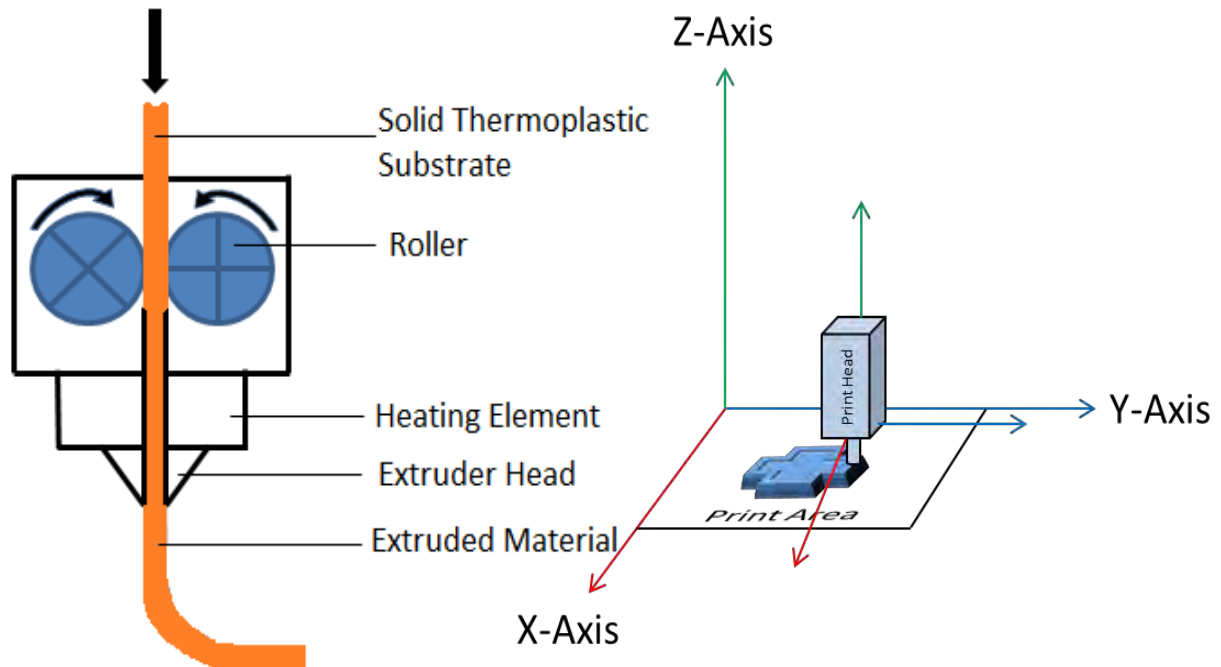 Solid Thermoplastic
Substrate
Roller
Heating Element
Extruder Head
Extruded Material
Z-Axis
Print Head
Y-Axis
Print Area
X-Axis